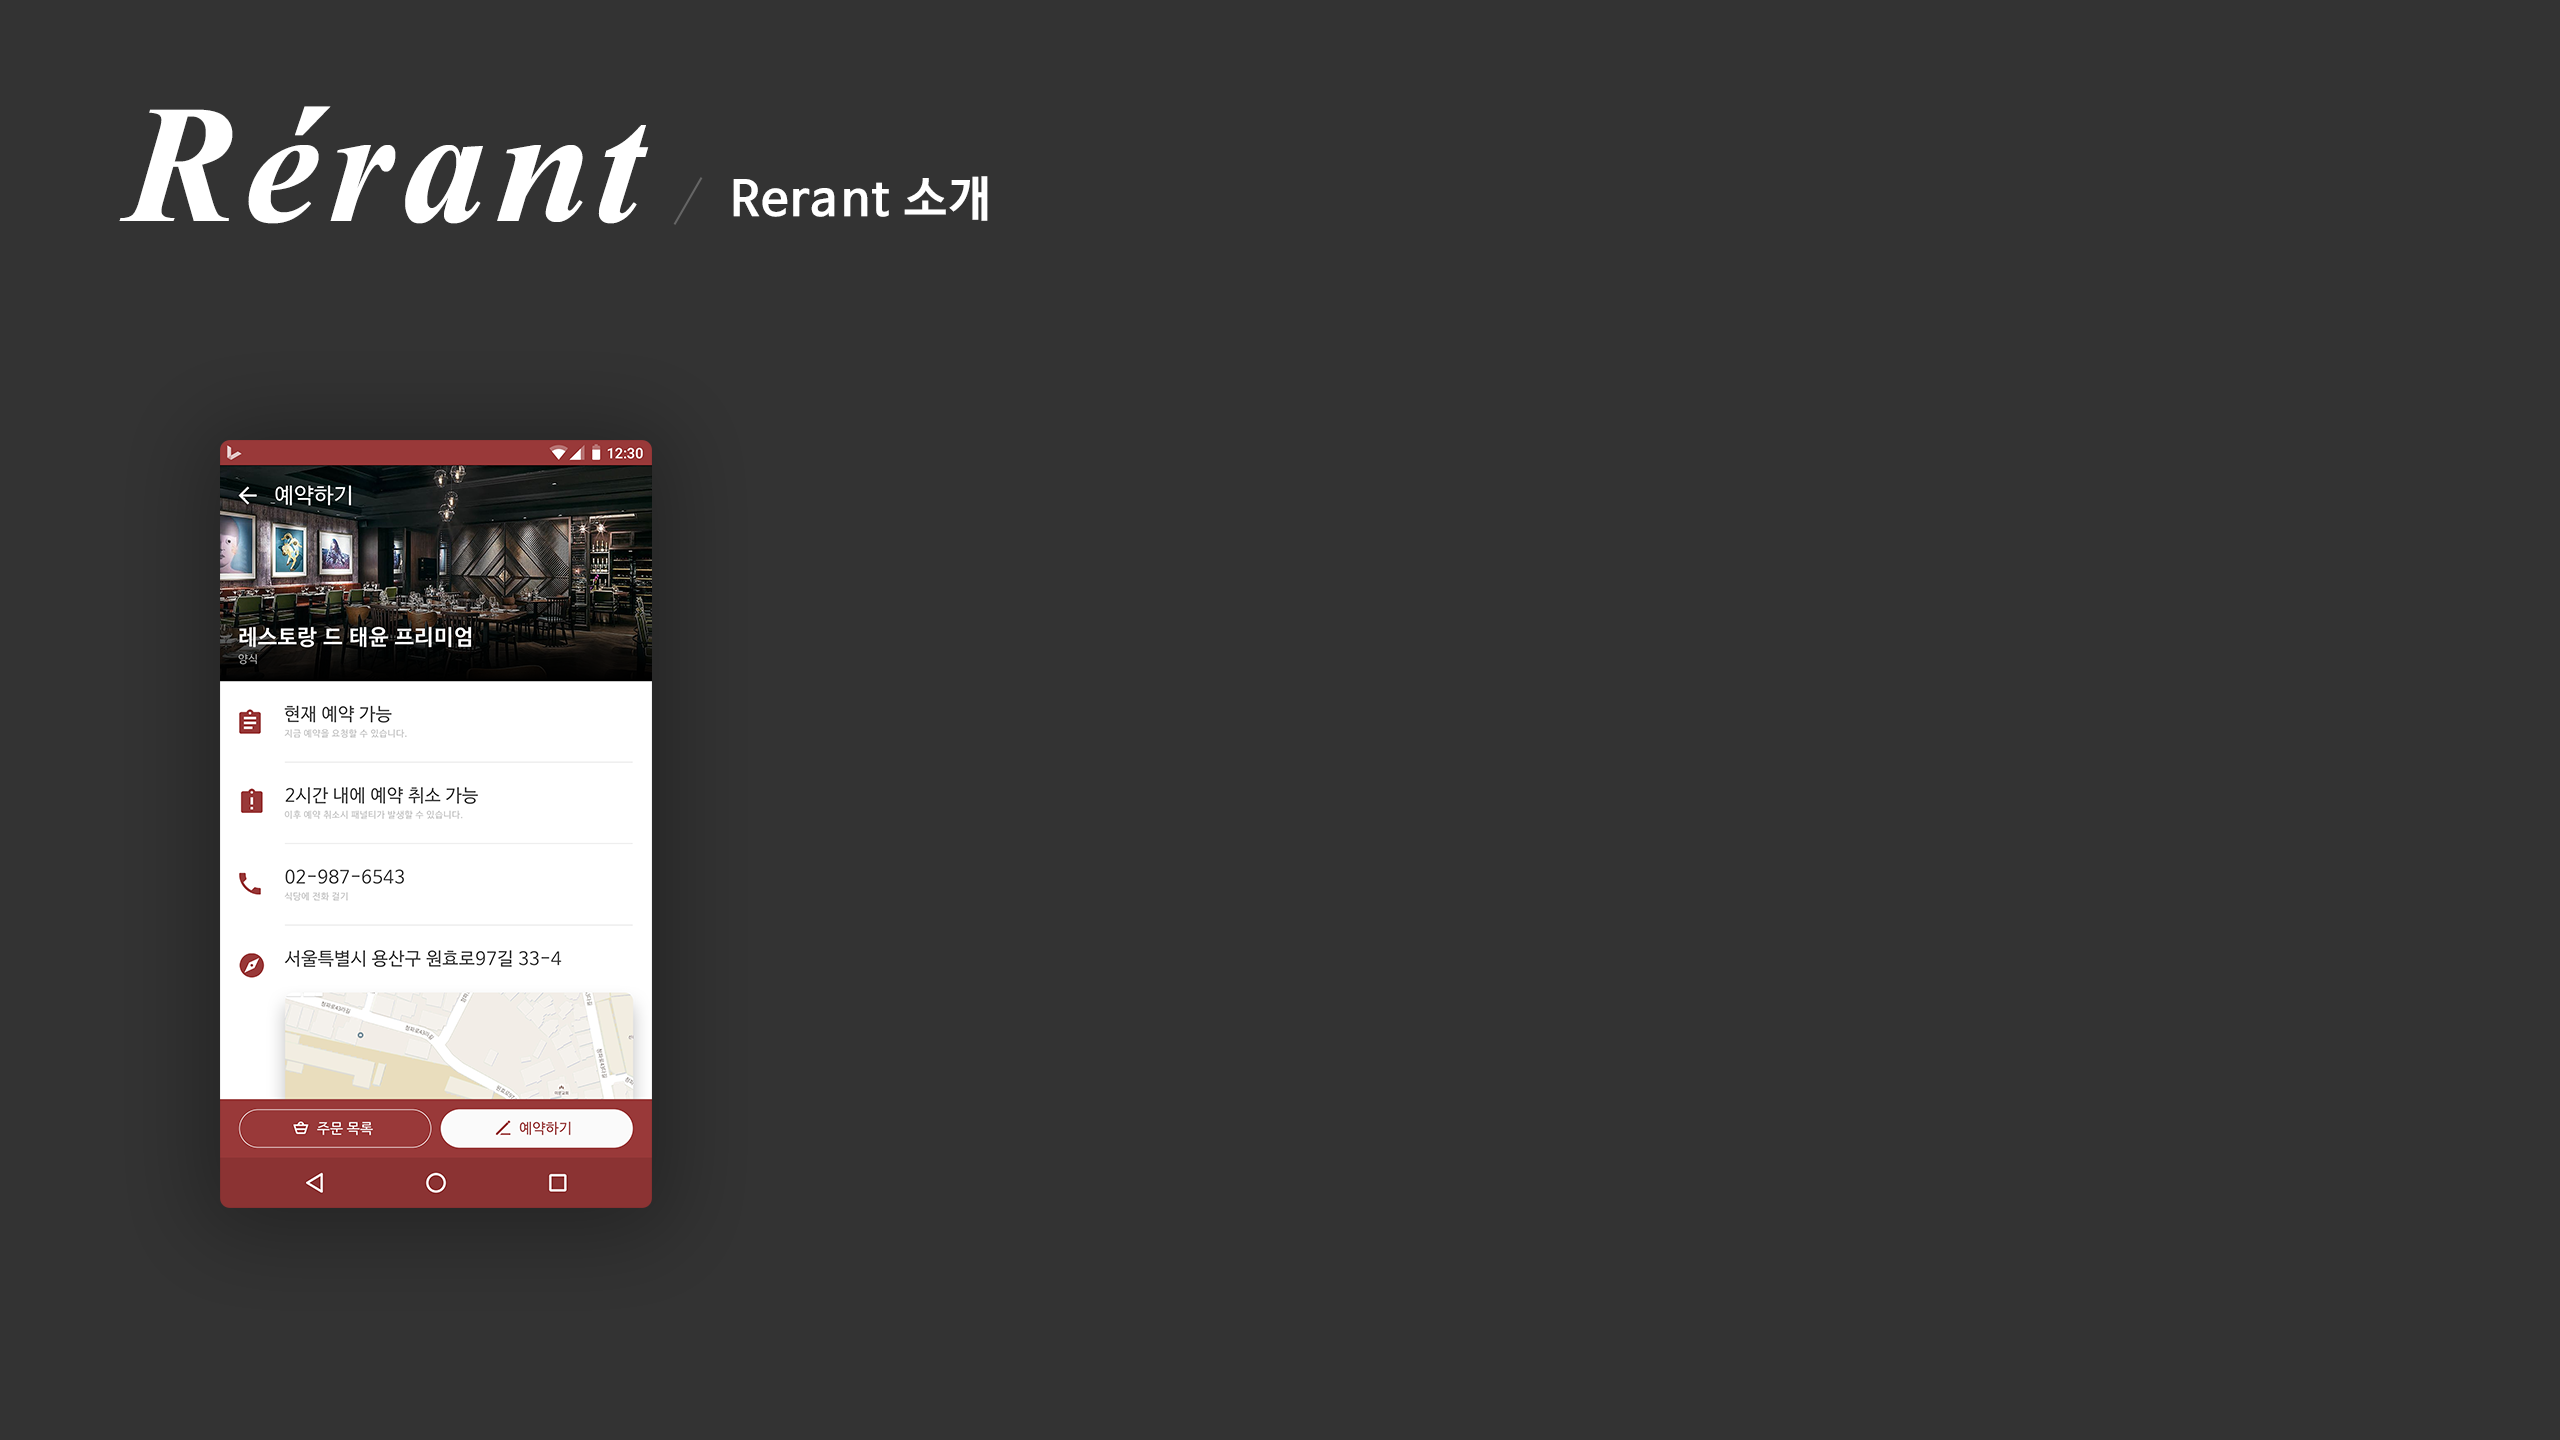 Rérant
Rerant 소개
12:30
예약하기
레스토랑 드 태윤 프리미엄
양식
현재 예약 가능
지금 예약을 요청할 수 있습니다.
2시간 내에 예약 취소 가능
이후 예약 취소시 패널티가 발생할 수 있습니다.
02-987-6543
식당에 전화 걸기
서울특별시 용산구 원효로97길 33-4
주문 목록
예약하기